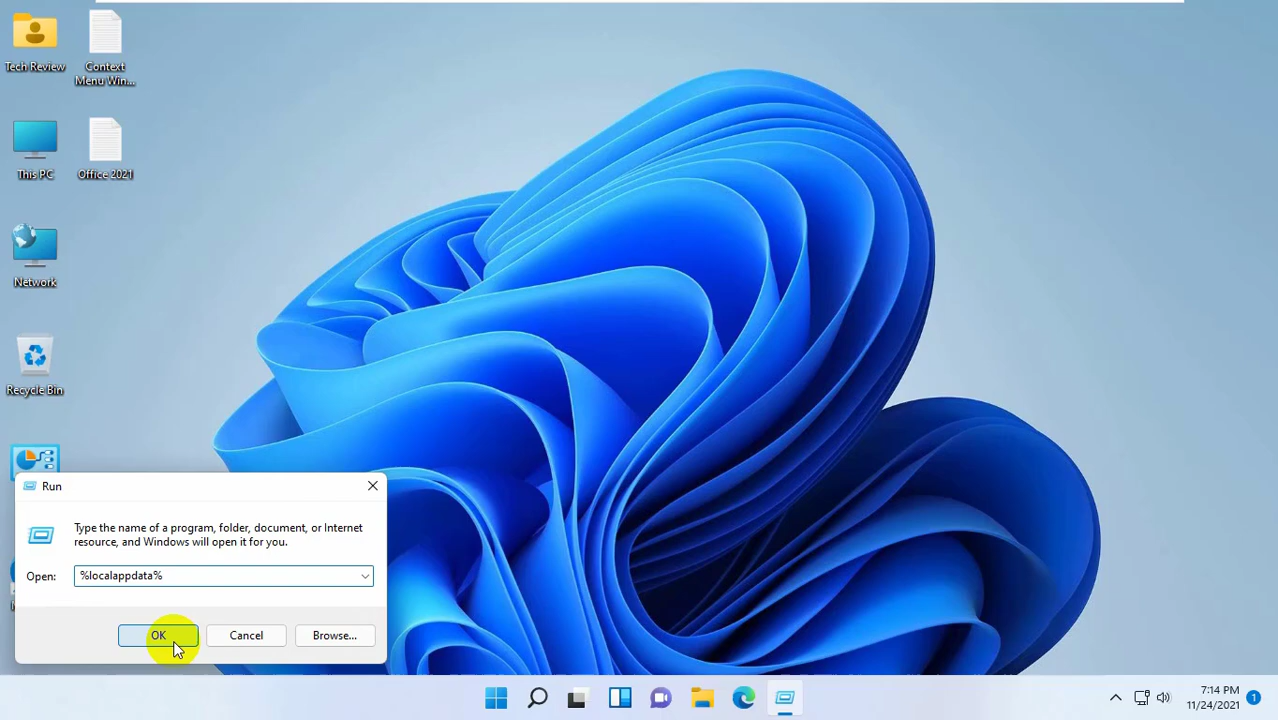 Tech Review
Context
Menu Win...
This PC
Office 2021
Network
Recycle Bin
Run
Type the name of a program, folder, document, or Internet
resource, and Windows will open it for you.
Open:
%localappdata%
OK
Cancel
Browse...
7:14 PM
11/24/2021
1